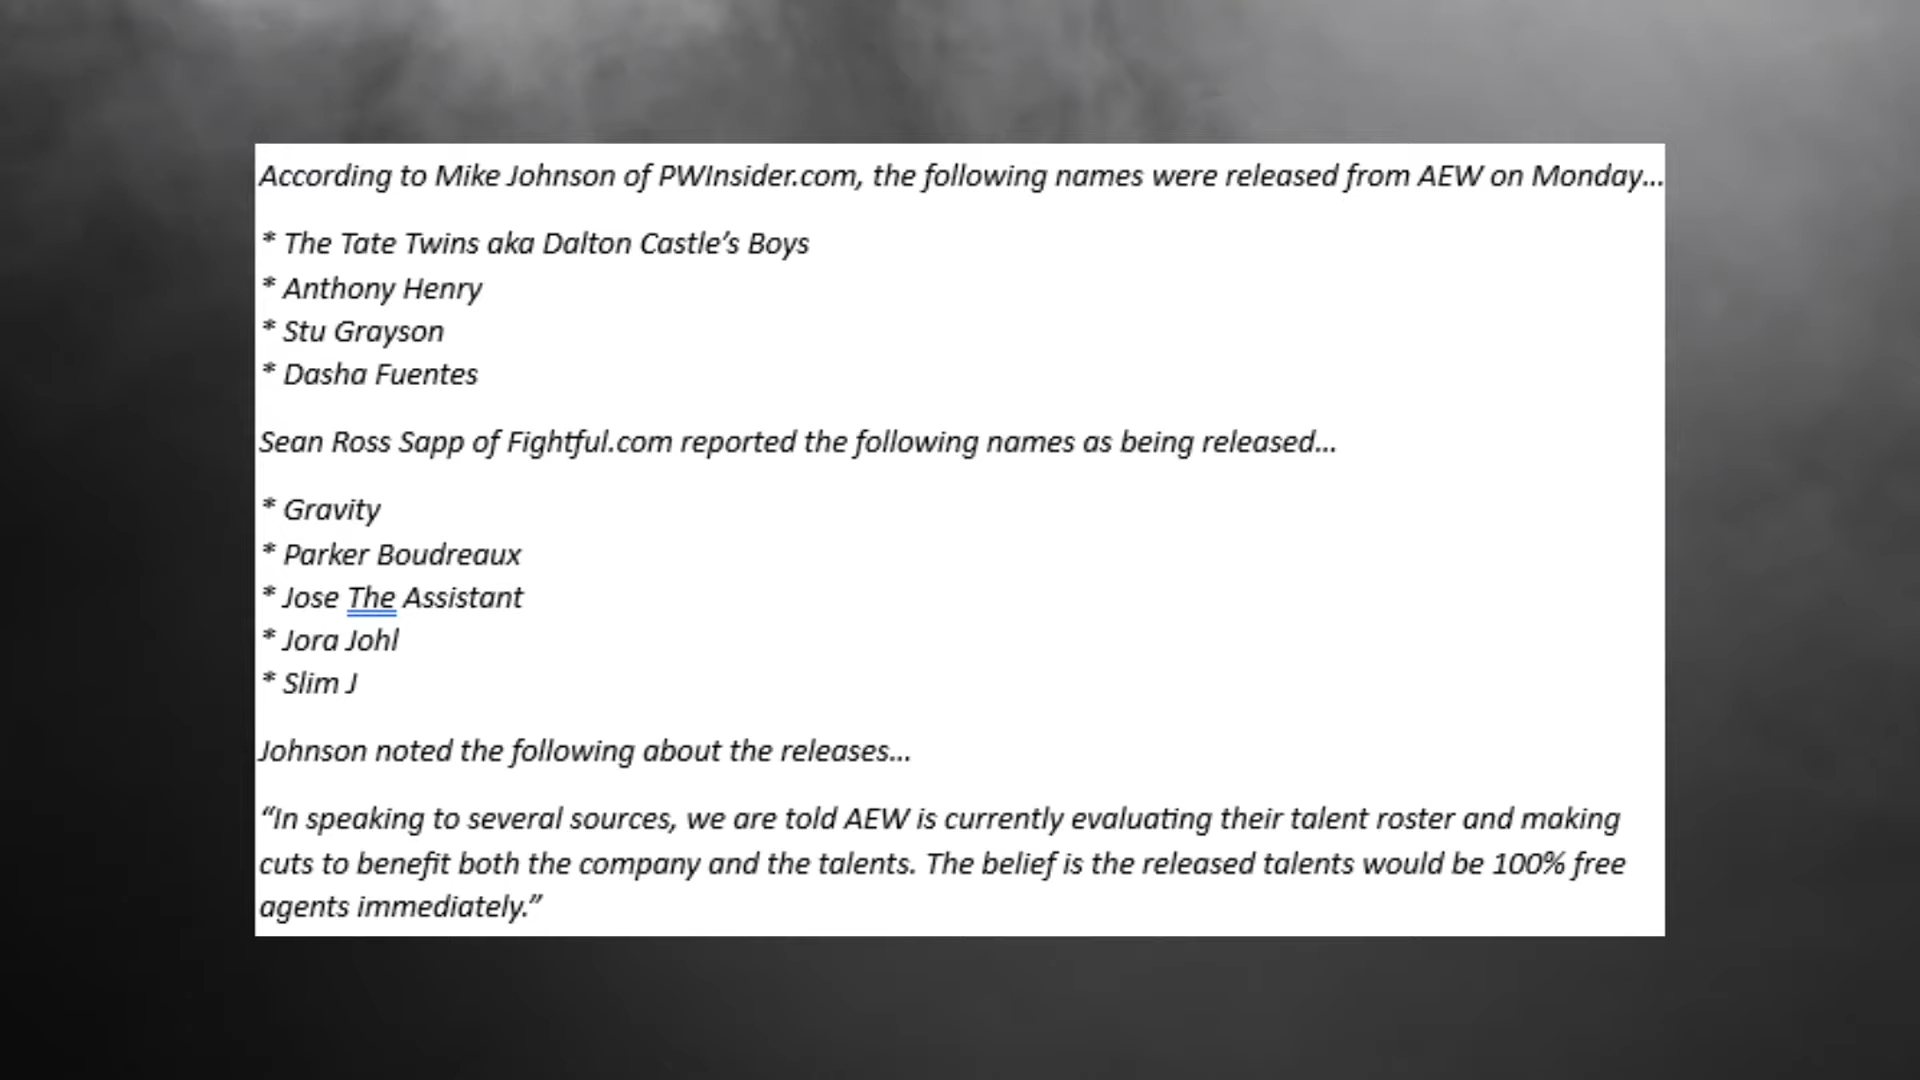 According to Mike Johnson of PWInsider.com, the following names were released from AEW on Monday...
* The Tate Twins aka Dalton Castle’s Boys
* Anthony Henry
* Stu Grayson
* Dasha Fuentes
Sean Ross Sapp of Fightful.com reported the following names as being released...
* Gravity
* Parker Boudreaux
* Jose The Assistant
* Jora Johl
* Slim J
Johnson noted the following about the releases...
“In speaking to several sources, we are told AEW is currently evaluating their talent roster and making
cuts to benefit both the company and the talents. The belief is the released talents would be 100% free
agents immediately.”